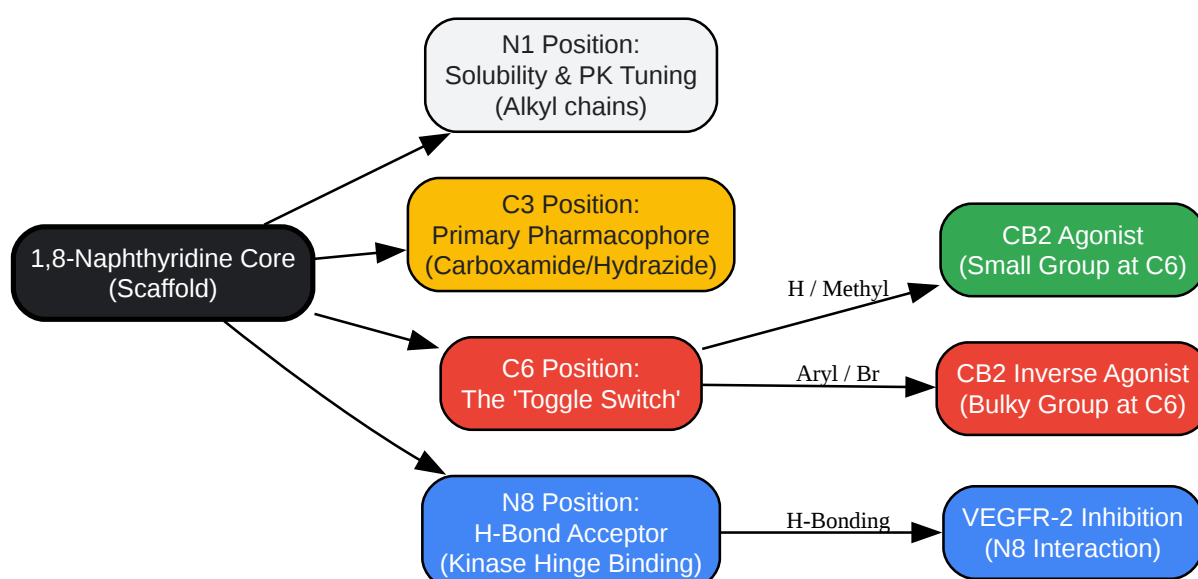 N1 Position:
Solubility & PK Tuning
(Alkyl chains)
C3 Position:
Primary Pharmacophore
(Carboxamide/Hydrazide)
1,8-Naphthyridine Core
(Scaffold)
CB2 Agonist
(Small Group at C6)
H / Methyl
C6 Position:
The 'Toggle Switch'
Aryl / Br
CB2 Inverse Agonist
(Bulky Group at C6)
N8 Position:
H-Bond Acceptor
(Kinase Hinge Binding)
H-Bonding
VEGFR-2 Inhibition
(N8 Interaction)